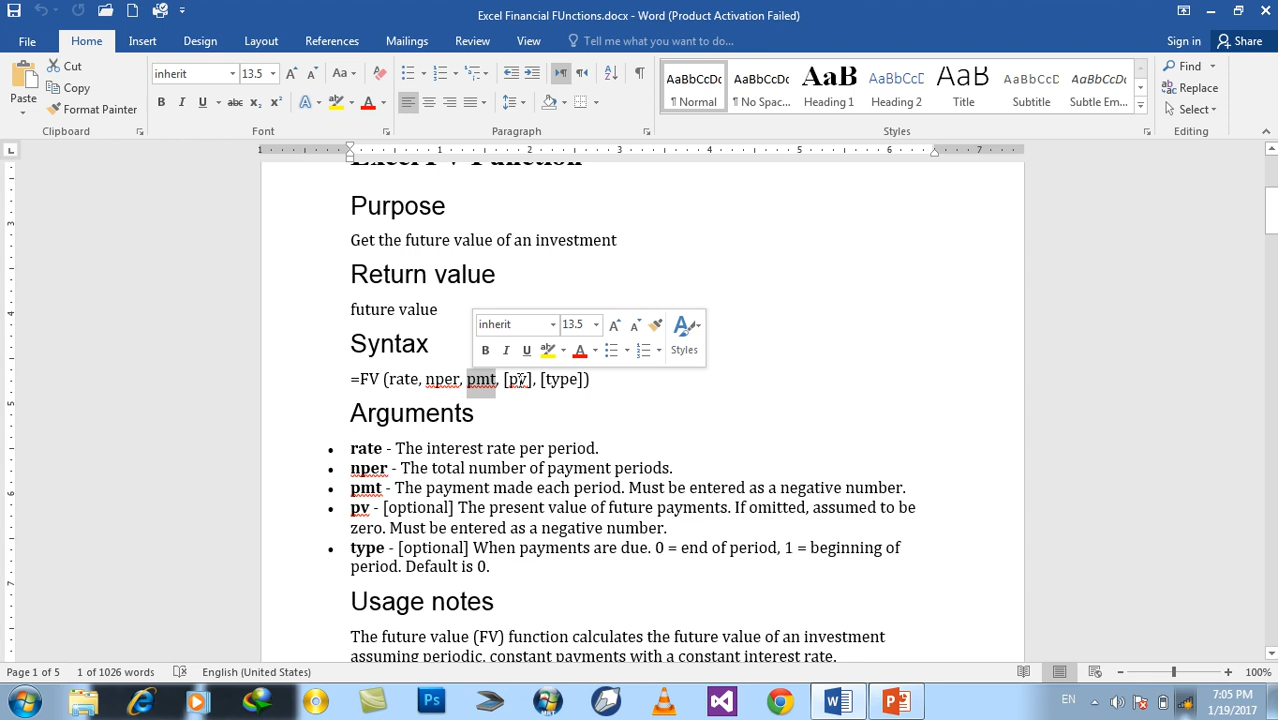 Excel Financial FUnctions.docx - Word (Product Activation Failed)
File Home Insert Design Layout References Mailings Review View Tell me what you want to do... Sign in Share
Paste Cut Copy Format Painter
inherit 13.5
Find Replace Select
AaBbCcDc AaBbCcDc AaB AaBbCcD AaB AaBbCcD AaBbCcDc
¶ Normal ¶ No Spac... Heading 1 Heading 2 Title Subtitle Subtle Em...
Clipboard Font Paragraph Styles Editing
1 1 2 3 4 5 6 7
Purpose
Get the future value of an investment
Return value
future value
inherit 13.5
Styles
Syntax
=FV (rate, nper, pmt, [pv], [type])
Arguments
• rate - The interest rate per period.
• nper - The total number of payment periods.
• pmt - The payment made each period. Must be entered as a negative number.
• pv - [optional] The present value of future payments. If omitted, assumed to be
zero. Must be entered as a negative number.
• type - [optional] When payments are due. 0 = end of period, 1 = beginning of
period. Default is 0.
Usage notes
The future value (FV) function calculates the future value of an investment
assuming periodic, constant payments with a constant interest rate.
Page 1 of 5 1 of 1026 words English (United States) 100%
EN 7:05 PM
1/19/2017